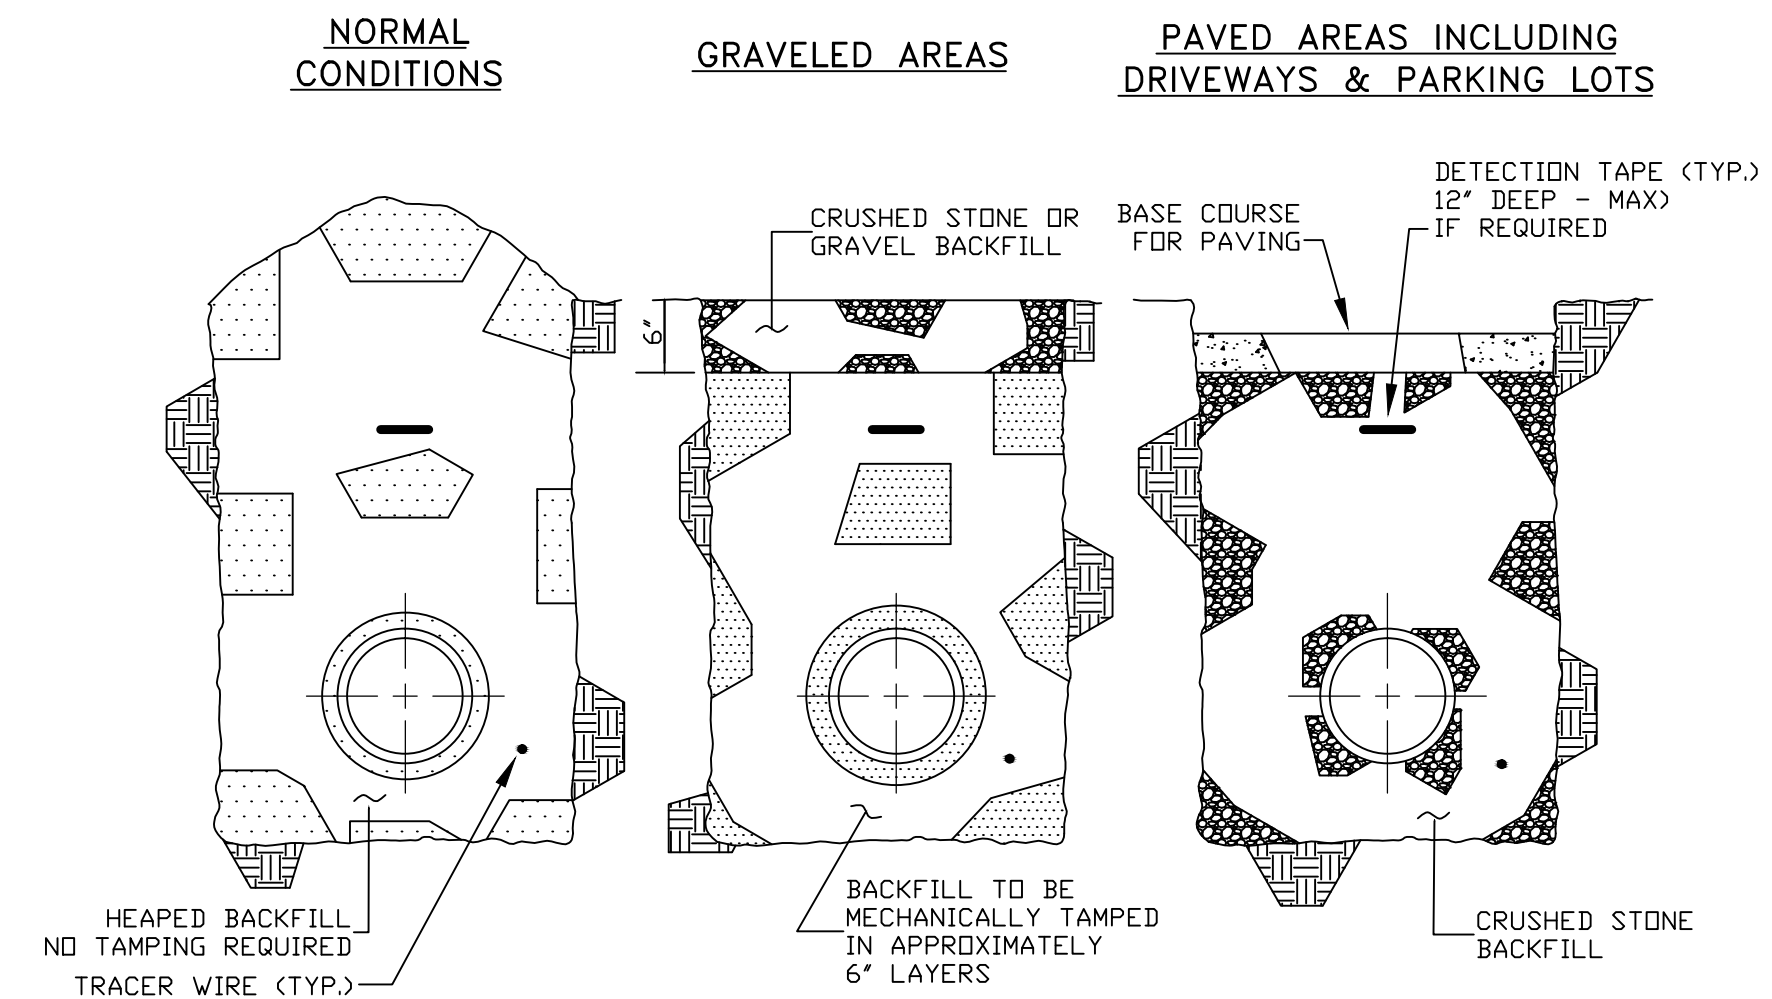 NORMAL
CONDITIONS
GRAVELED AREAS
PAVED AREAS INCLUDING
DRIVEWAYS & PARKING LOTS
CRUSHED STONE OR
GRAVEL BACKFILL
BASE COURSE
FOR PAVING
DETECTION TAPE (TYP.)
12" DEEP - MAX)
IF REQUIRED
6"
HEAPED BACKFILL
NO TAMPING REQUIRED
TRACER WIRE (TYP.)
BACKFILL TO BE
MECHANICALLY TAMPED
IN APPROXIMATELY
6" LAYERS
CRUSHED STONE
BACKFILL